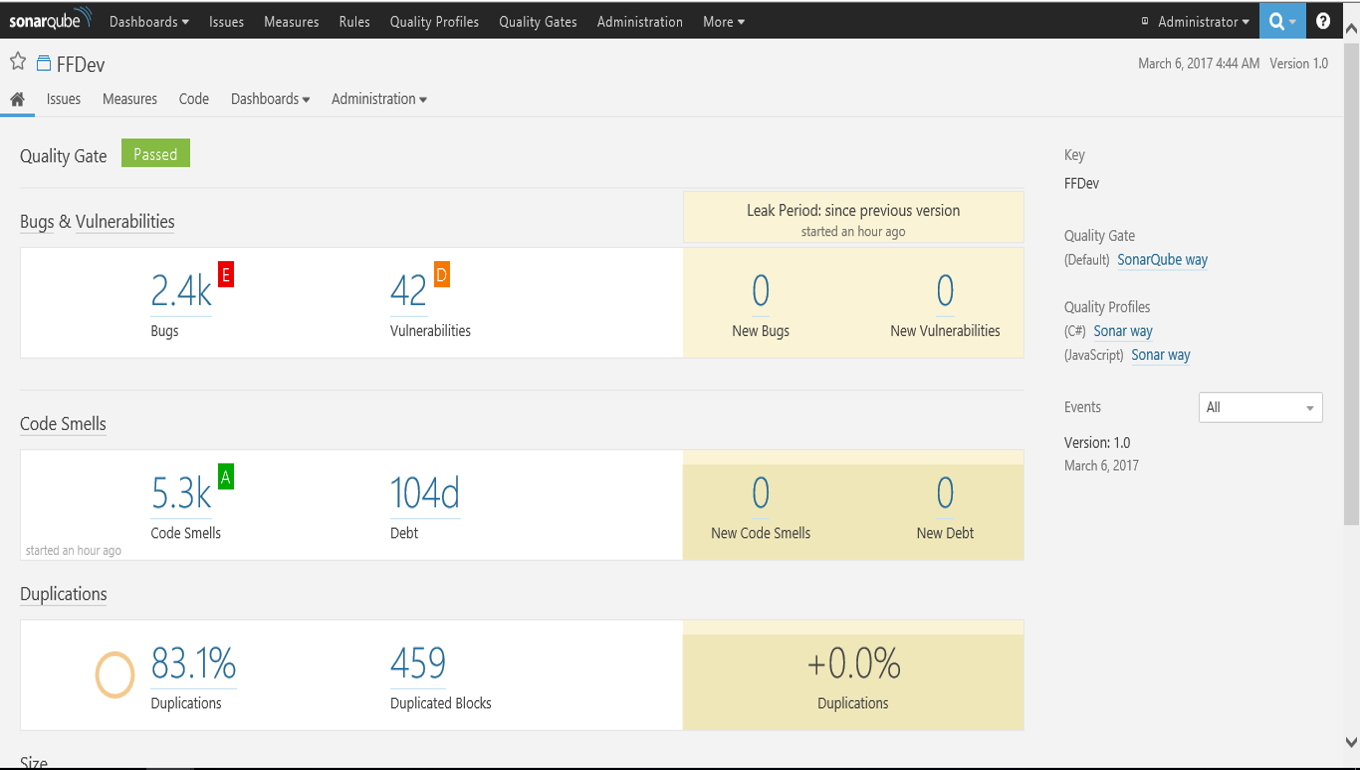 sonarqube Dashboards Issues Measures Rules Quality Profiles Quality Gates Administration More Administrator ?
FFDev March 6, 2017 4:44 AM Version 1.0
Issues Measures Code Dashboards Administration
Quality Gate Passed
Bugs & Vulnerabilities
Leak Period: since previous version
started an hour ago
2.4k E 42 D 0 0
Bugs Vulnerabilities New Bugs New Vulnerabilities
Code Smells
5.3k A 104d 0 0
Code Smells Debt New Code Smells New Debt
started an hour ago
Duplications
83.1% 459 +0.0%
Duplications Duplicated Blocks Duplications
Size
Key
FFDev
Quality Gate
(Default) SonarQube way
Quality Profiles
(C#) Sonar way
(JavaScript) Sonar way
Events All
Version: 1.0
March 6, 2017